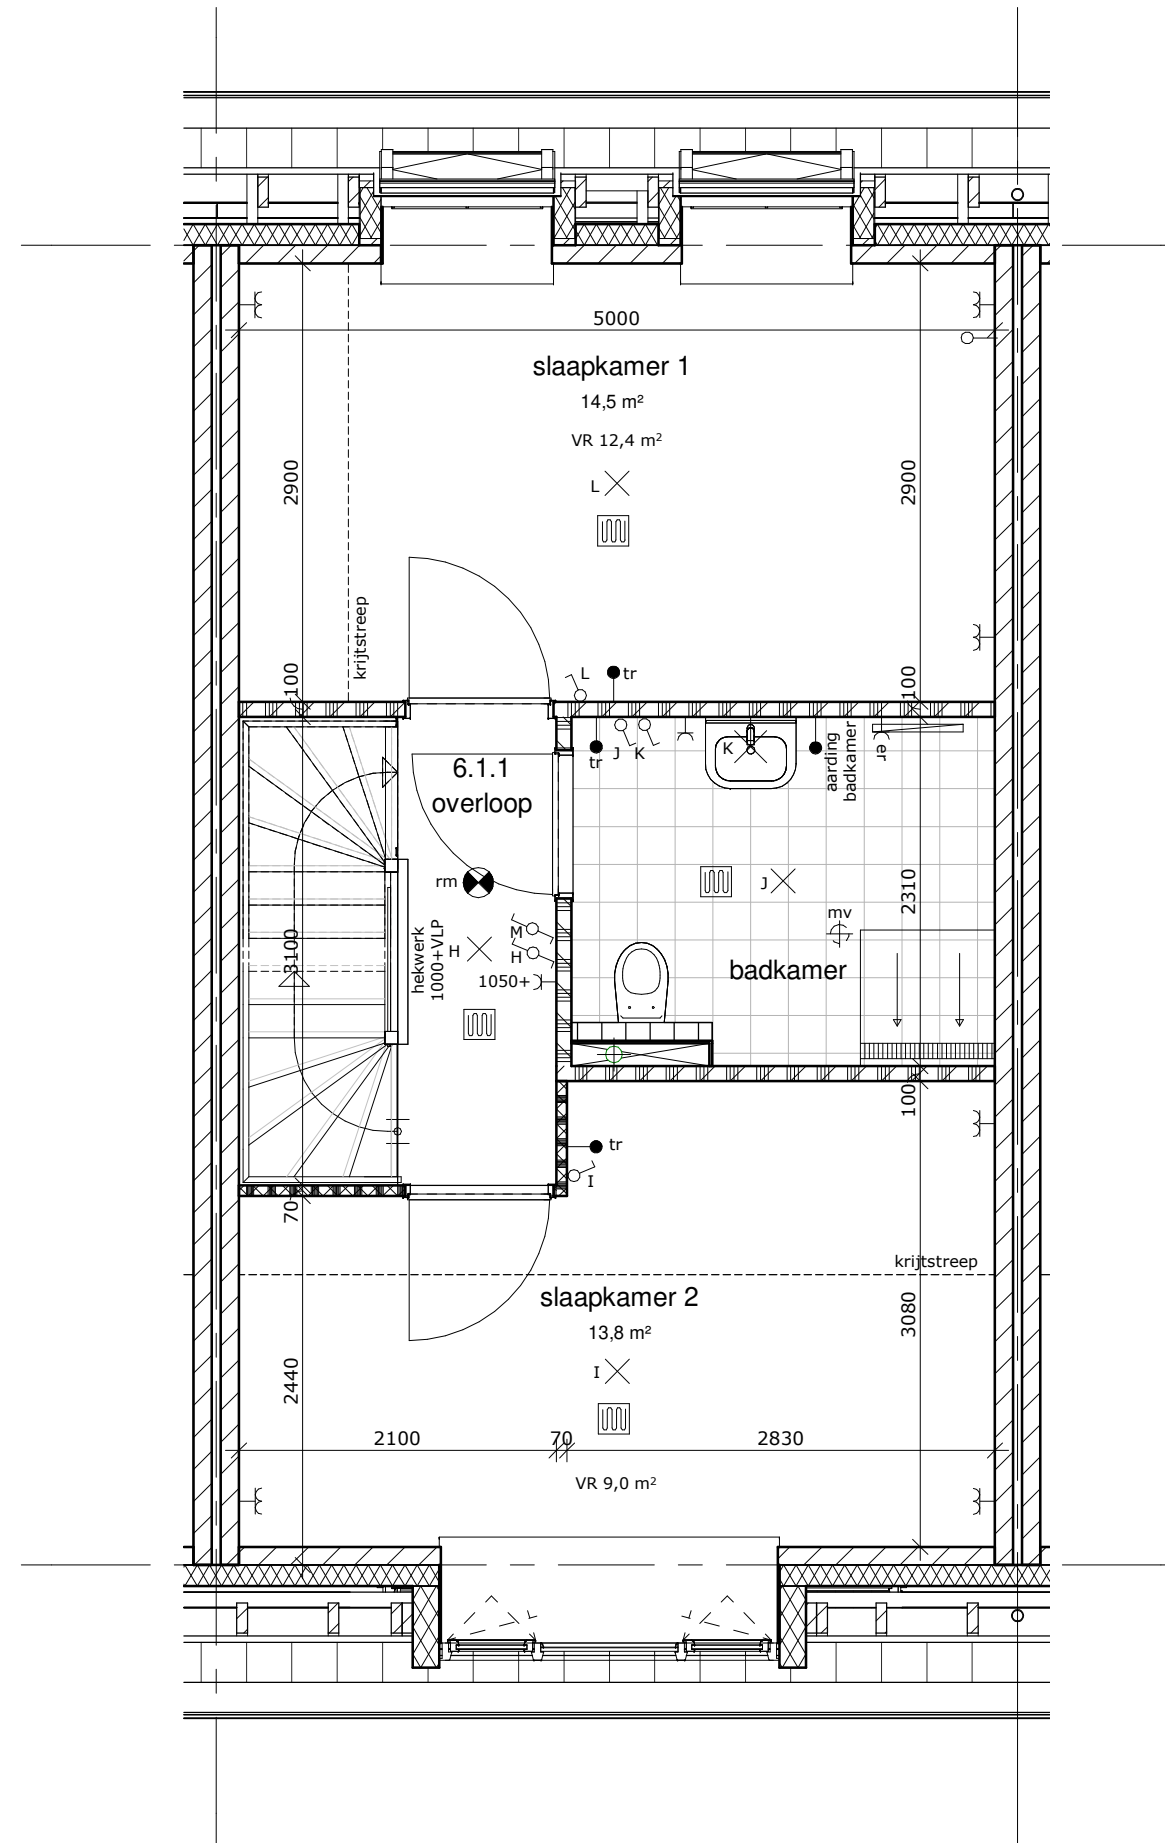 5000
slaapkamer 1
14,5 m²
VR 12,4 m²
L
2900
2900
krijtstreep
100
L
tr
100
tr
J
K
K
aarding
badkamer
er
6.1.1
overloop
rm
J
2310
mv
3100
hekwerk
1000+VLP
H
M
H
1050+
badkamer
100
tr
I
70
krijtstreep
slaapkamer 2
13,8 m²
3080
I
2440
2100
70
2830
VR 9,0 m²